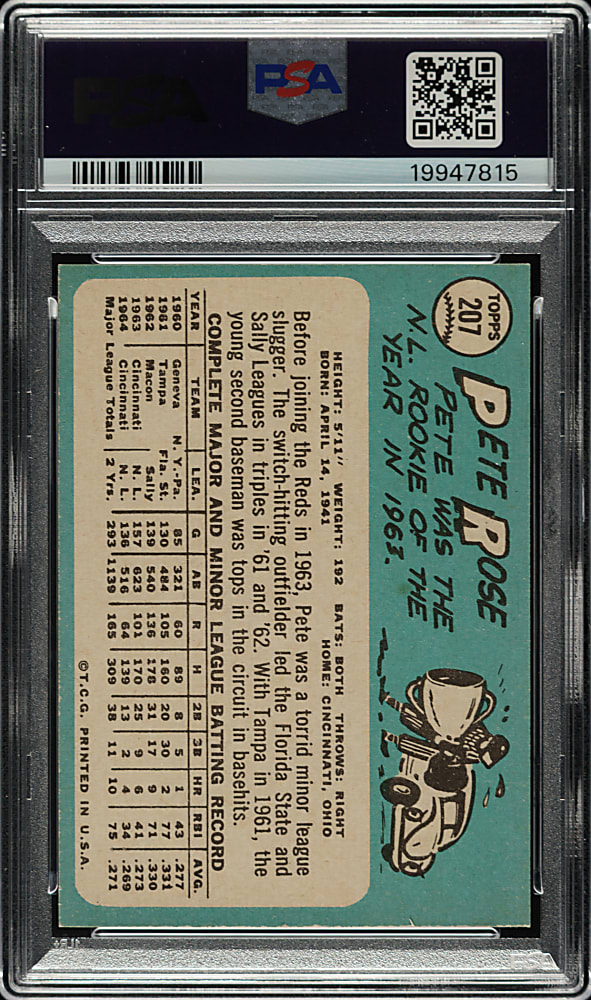 PSA
PSA
19947815
TOPPS
207
PETE ROSE
PETE WAS THE
N.L. ROOKIE OF THE
YEAR IN 1963.
HEIGHT: 5'11" WEIGHT: 192 BATS: BOTH THROWS: RIGHT
BORN: APRIL 14, 1941 HOME: CINCINNATI, OHIO
Before joining the Reds in 1963, Pete was a torrid minor league
slugger. The switch-hitting outfielder led the Florida State and
Sally Leagues in triples in '61 and '62. With Tampa in 1961, the
young second baseman was tops in the circuit in basehits.
COMPLETE MAJOR AND MINOR LEAGUE BATTING RECORD
YEAR TEAM LEA. G AB R H 2B 3B HR RBI AVG.
1960 Geneva N. Y.-Pa. 85 321 60 89 8 5 1 43 .277
1961 Tampa Fla. St. 130 484 105 160 20 30 2 77 .331
1962 Macon Sally 139 540 136 178 31 17 9 71 .330
1963 Cincinnati N. L. 157 623 101 170 25 9 6 41 .273
1964 Cincinnati N. L. 136 516 64 139 13 2 4 34 .269
Major League Totals 2 Yrs. 293 1139 165 309 38 11 10 75 .271
©T.C.G. PRINTED IN U.S.A.